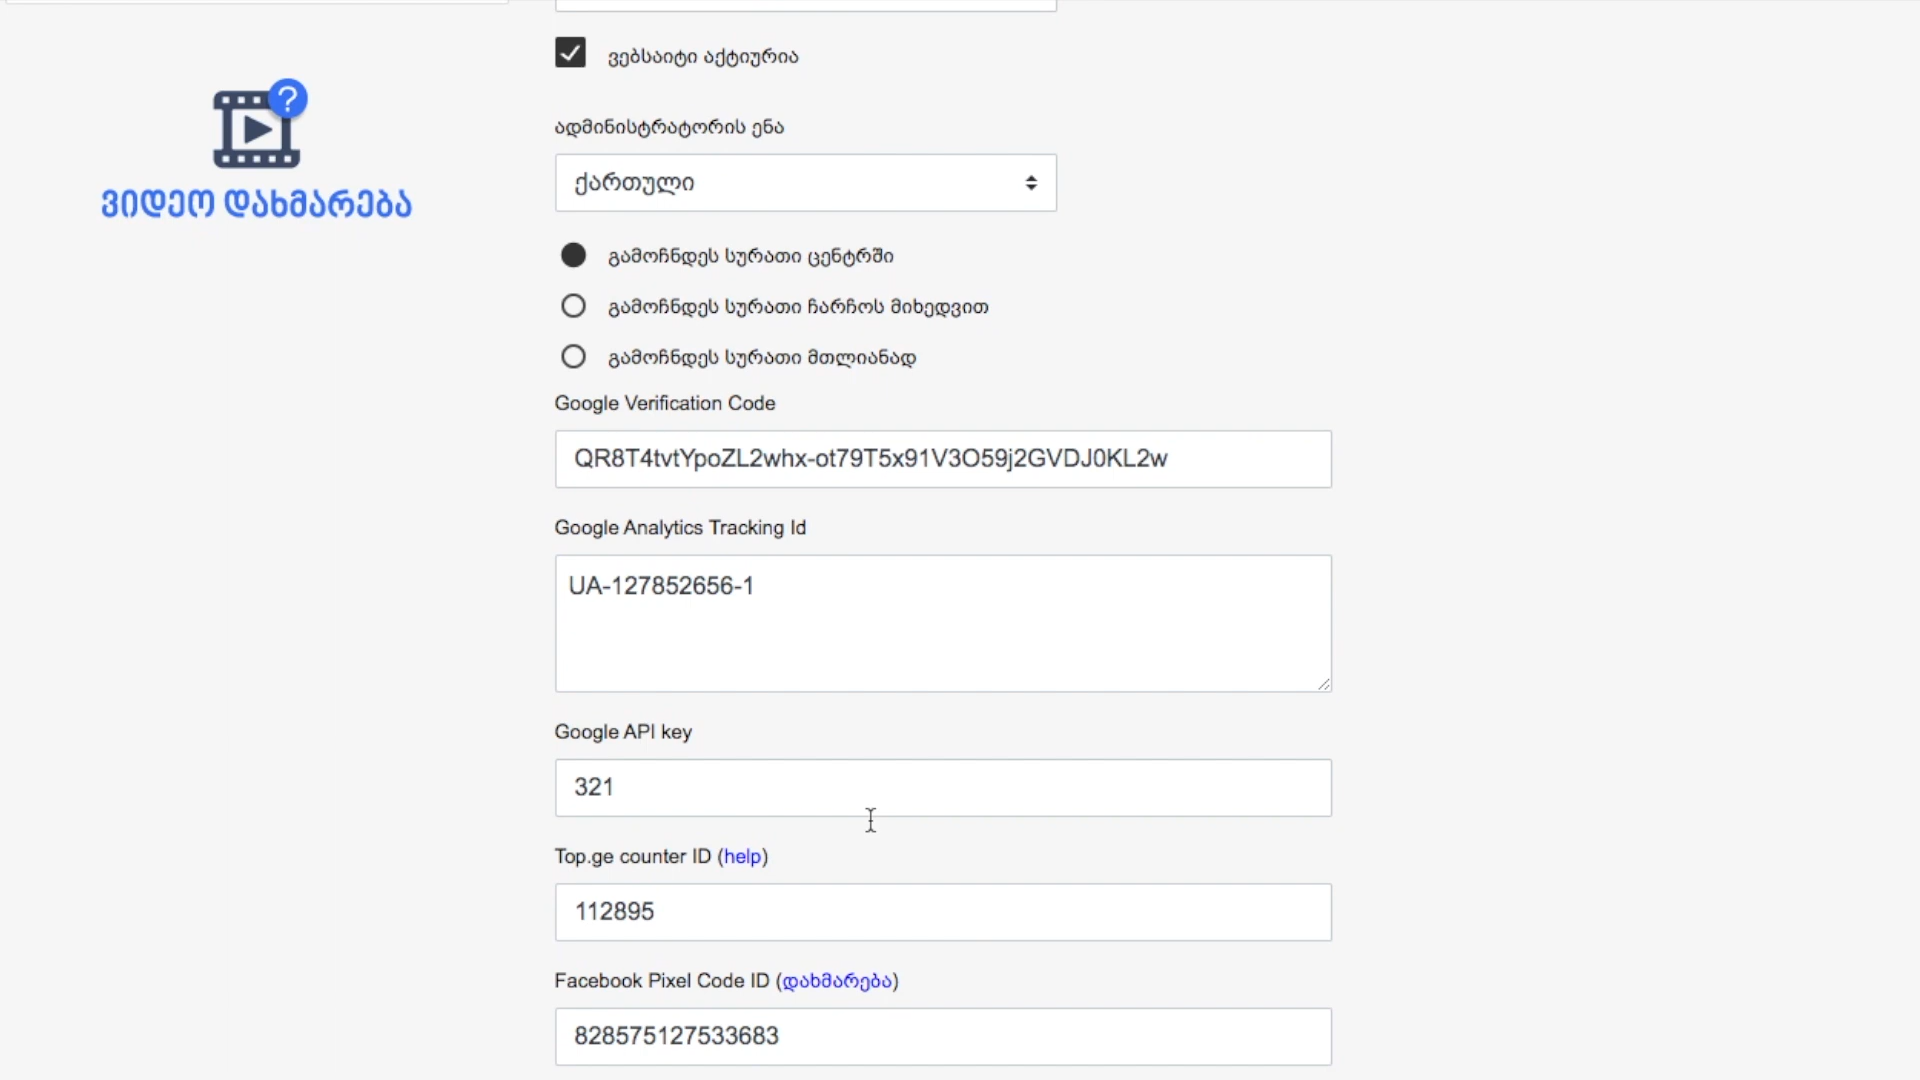 ვებსაიტი აქტიურია
?
ვიდეო დახმარება
ადმინისტრატორის ენა
ქართული
გამოჩნდეს სურათი ცენტრში
გამოჩნდეს სურათი ჩარჩოს მიხედვით
გამოჩნდეს სურათი მთლიანად
Google Verification Code
QR8T4tvtYpoZL2whx-ot79T5x91V3O59j2GVDJ0KL2w
Google Analytics Tracking Id
UA-127852656-1
Google API key
321
Top.ge counter ID (help)
112895
Facebook Pixel Code ID (დახმარება)
828575127533683